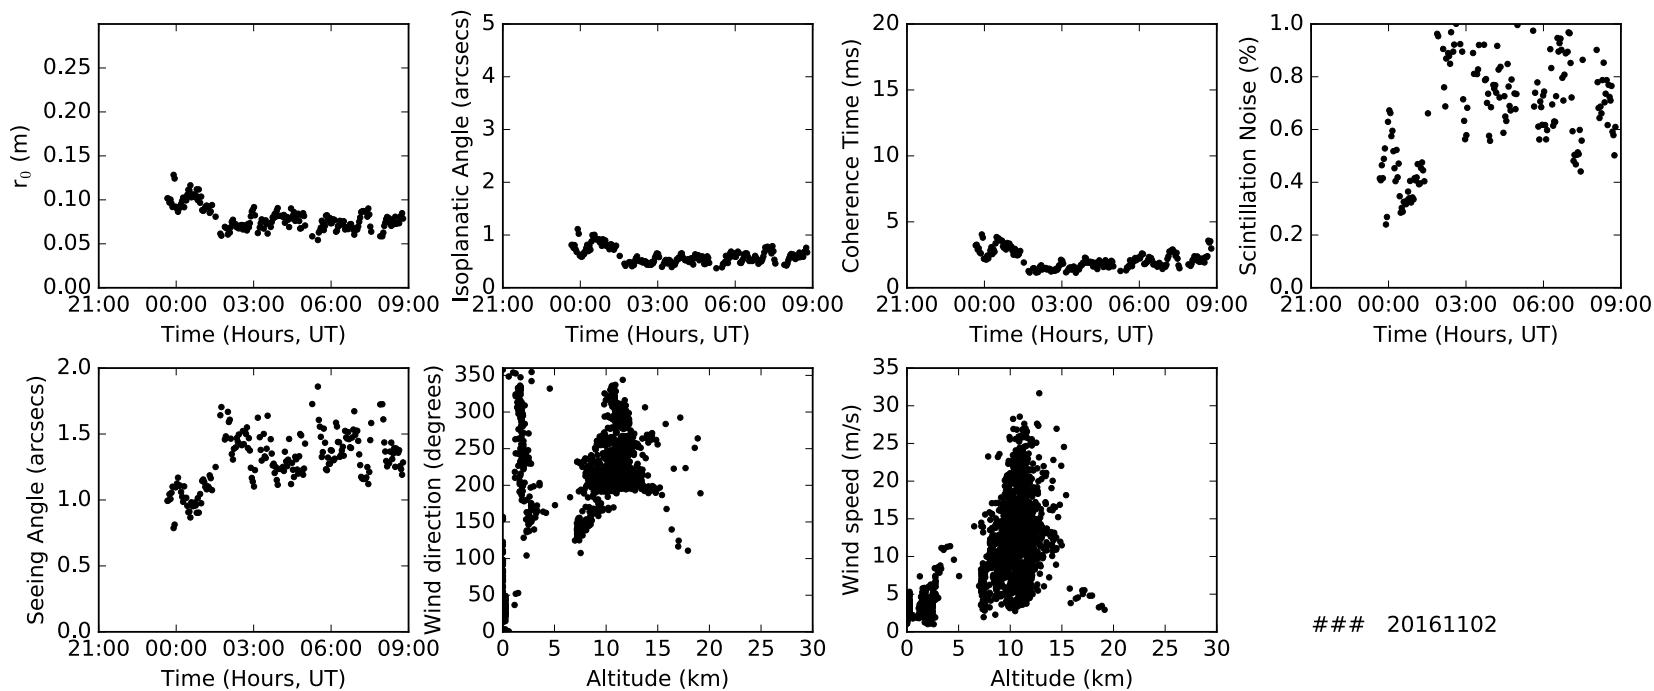 r0 (m)
0.25
0.20
0.15
0.10
0.05
0.00
21:00 00:00 03:00 06:00 09:00
Time (Hours, UT)
Isoplanatic Angle (arcsecs)
5
4
3
2
1
0
21:00 00:00 03:00 06:00 09:00
Time (Hours, UT)
Coherence Time (ms)
20
15
10
5
0
21:00 00:00 03:00 06:00 09:00
Time (Hours, UT)
Scintillation Noise (%)
1.0
0.8
0.6
0.4
0.2
0.0
21:00 00:00 03:00 06:00 09:00
Time (Hours, UT)
Seeing Angle (arcsecs)
2.0
1.5
1.0
0.5
0.0
21:00 00:00 03:00 06:00 09:00
Time (Hours, UT)
Wind direction (degrees)
350
300
250
200
150
100
50
0
0 5 10 15 20 25 30
Altitude (km)
Wind speed (m/s)
35
30
25
20
15
10
5
0
0 5 10 15 20 25 30
Altitude (km)
### 20161102